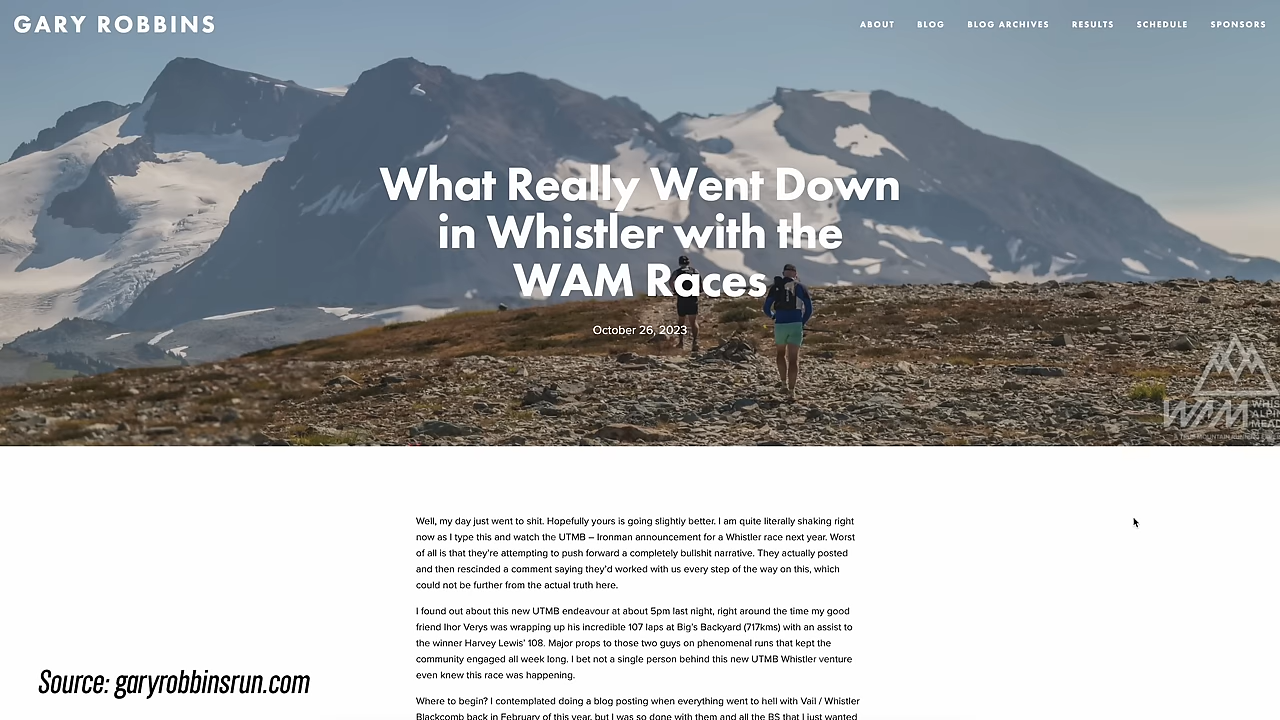 GARY ROBBINS
ABOUT BLOG BLOG ARCHIVES RESULTS SCHEDULE SPONSORS
What Really Went Down
in Whistler with the
WAM Races
October 26, 2023
WAM
Well, my day just went to shit. Hopefully yours is going slightly better. I am quite literally shaking right
now as I type this and watch the UTMB – Ironman announcement for a Whistler race next year. Worst
of all is that they're attempting to push forward a completely bullshit narrative. They actually posted
and then rescinded a comment saying they'd worked with us every step of the way on this, which
could not be further from the actual truth here.
I found out about this new UTMB endeavour at about 5pm last night, right around the time my good
friend Ihor Verys was wrapping up his incredible 107 laps at Big's Backyard (717kms) with an assist to
the winner Harvey Lewis' 108. Major props to those two guys on phenomenal runs that kept the
community engaged all week long. I bet not a single person behind this new UTMB Whistler venture
even knew this race was happening.
Where to begin? I contemplated doing a blog posting when everything went to hell with Vail / Whistler
Blackcomb back in February of this year, but I was so done with them and all the BS that I just wanted
Source: garyrobbinsrun.com